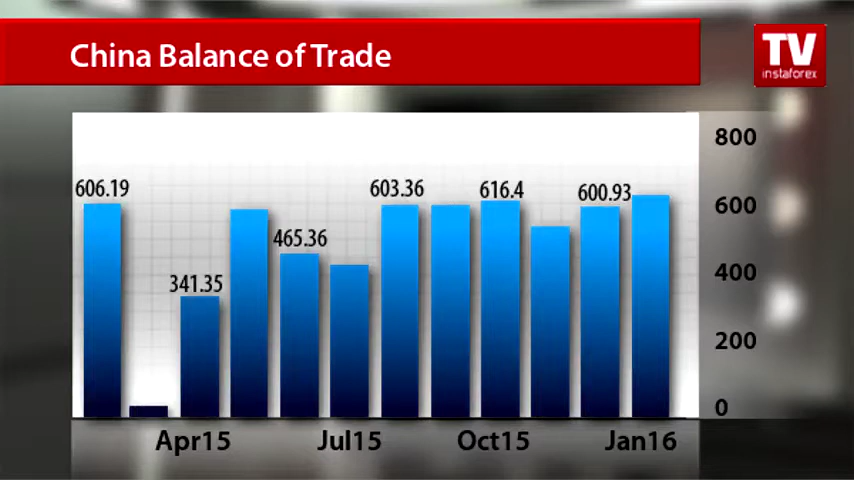 China Balance of Trade
TV
instaforex
800
600
400
200
0
606.19
341.35
465.36
603.36
616.4
600.93
Apr15
Jul15
Oct15
Jan16